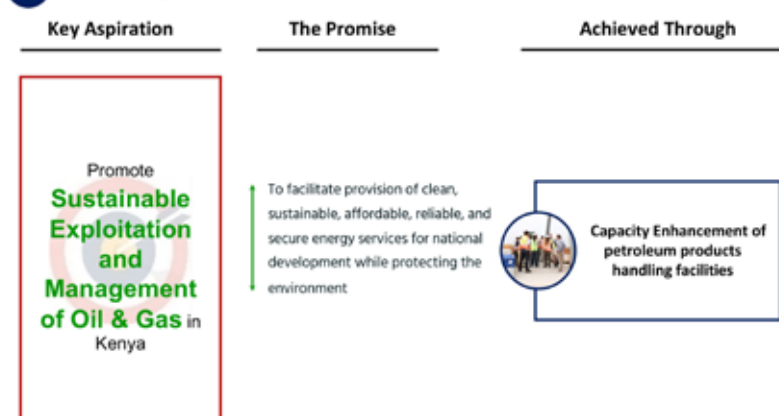 Key Aspiration
The Promise
Achieved Through
Promote
Sustainable
Exploitation
and
Management
of Oil & Gas in
Kenya
To facilitate provision of clean,
sustainable, affordable, reliable, and
secure energy services for national
development while protecting the
environment
Capacity Enhancement of
petroleum products
handling facilities